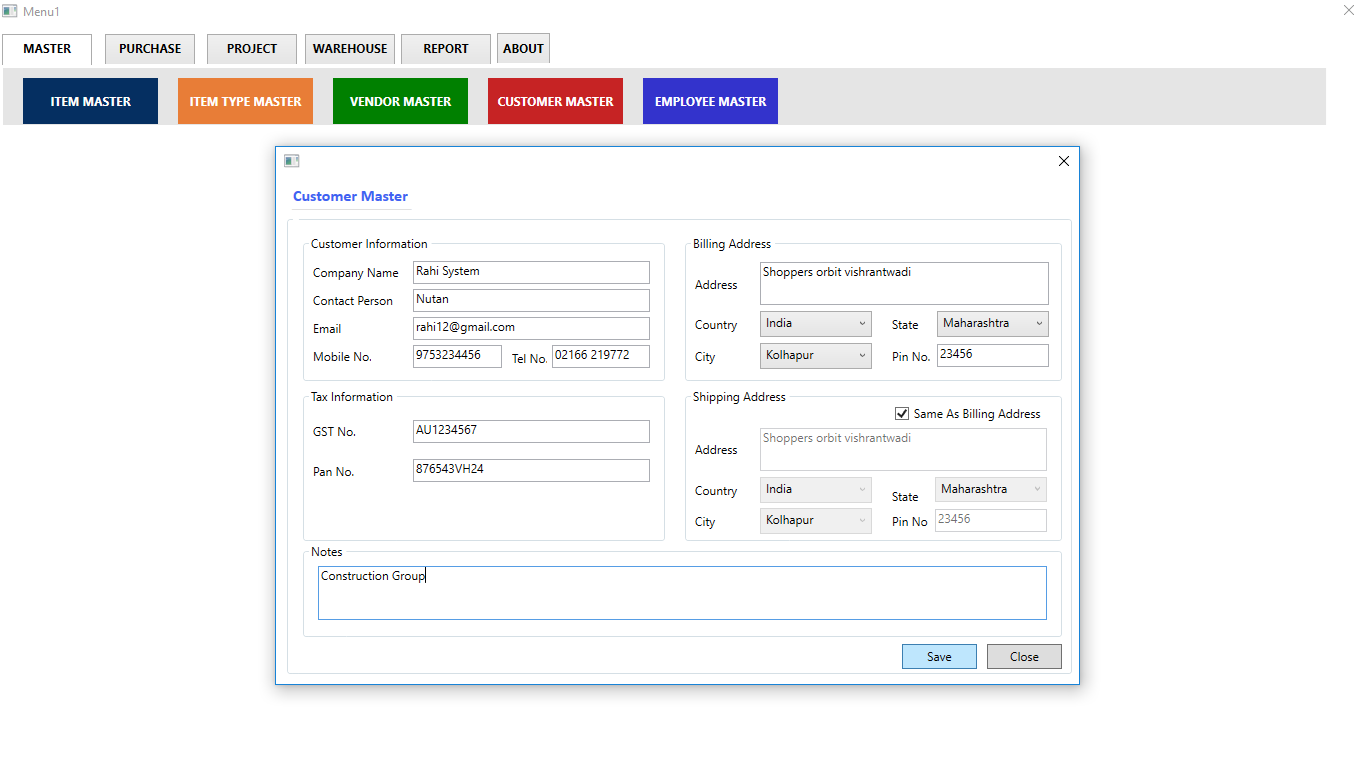 Menu1
MASTER PURCHASE PROJECT WAREHOUSE REPORT ABOUT
ITEM MASTER ITEM TYPE MASTER VENDOR MASTER CUSTOMER MASTER EMPLOYEE MASTER
Customer Master
Customer Information
Company Name Rahi System
Contact Person Nutan
Email rahi12@gmail.com
Mobile No. 9753234456 Tel No. 02166 219772
Billing Address
Address Shoppers orbit vishrantwadi
Country India State Maharashtra
City Kolhapur Pin No. 23456
Tax Information
GST No. AU1234567
Pan No. 876543VH24
Shipping Address
Same As Billing Address
Address Shoppers orbit vishrantwadi
Country India State Maharashtra
City Kolhapur Pin No 23456
Notes
Construction Group
Save Close